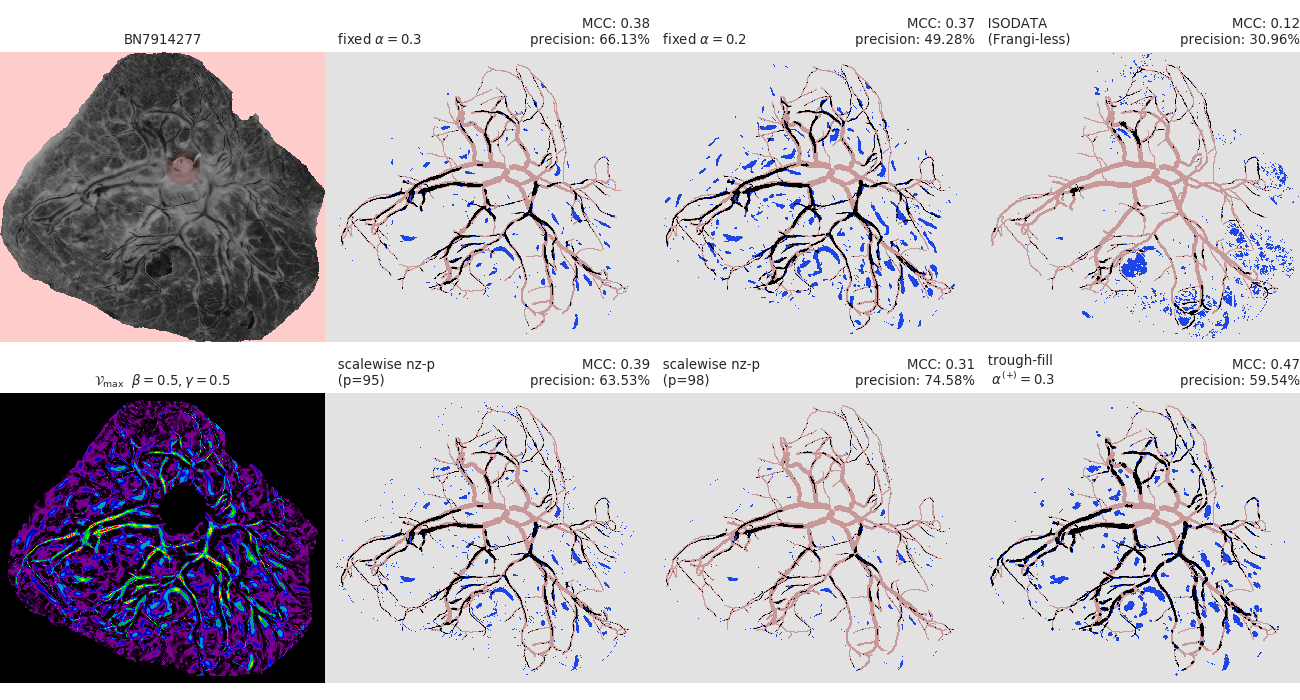 BN7914277
fixed α = 0.3
MCC: 0.38
precision: 66.13%
fixed α = 0.2
MCC: 0.37
precision: 49.28%
ISODATA
(Frangi-less)
MCC: 0.12
precision: 30.96%
𝒱max β = 0.5, γ = 0.5
scalewise nz-p
(p=95)
MCC: 0.39
precision: 63.53%
scalewise nz-p
(p=98)
MCC: 0.31
precision: 74.58%
trough-fill
α(+) = 0.3
MCC: 0.47
precision: 59.54%